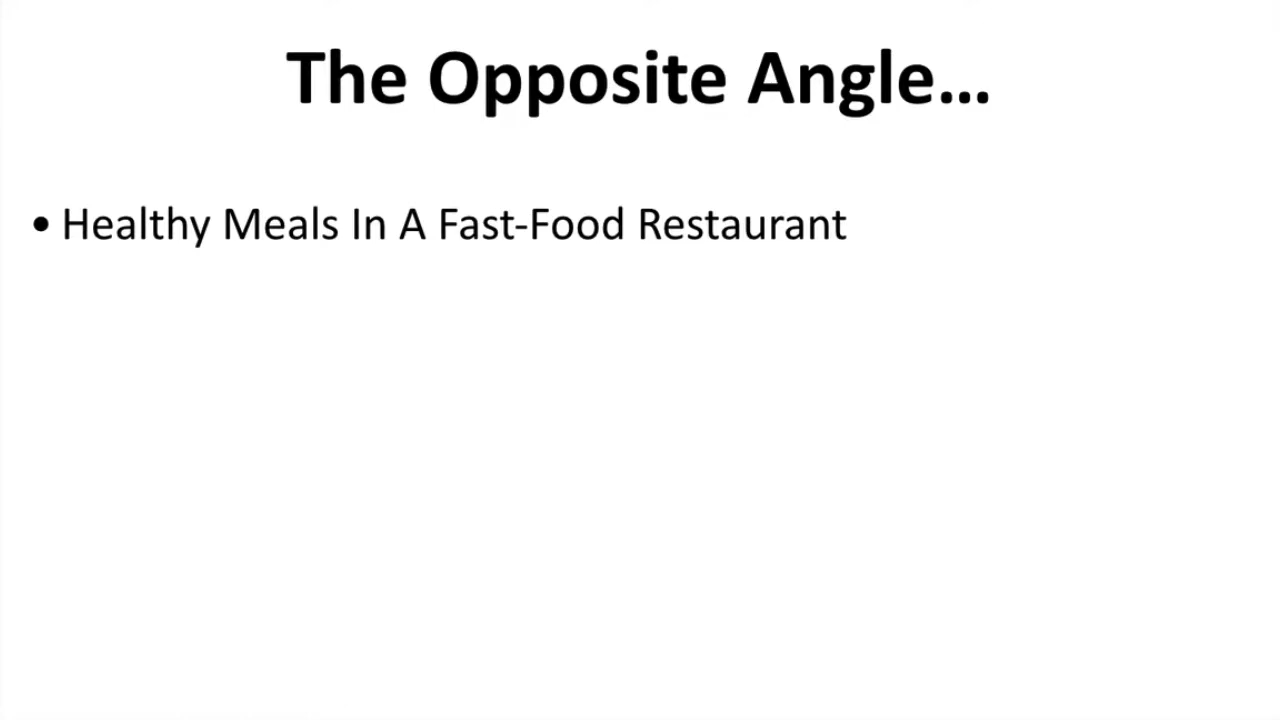 The Opposite Angle...
• Healthy Meals In A Fast-Food Restaurant